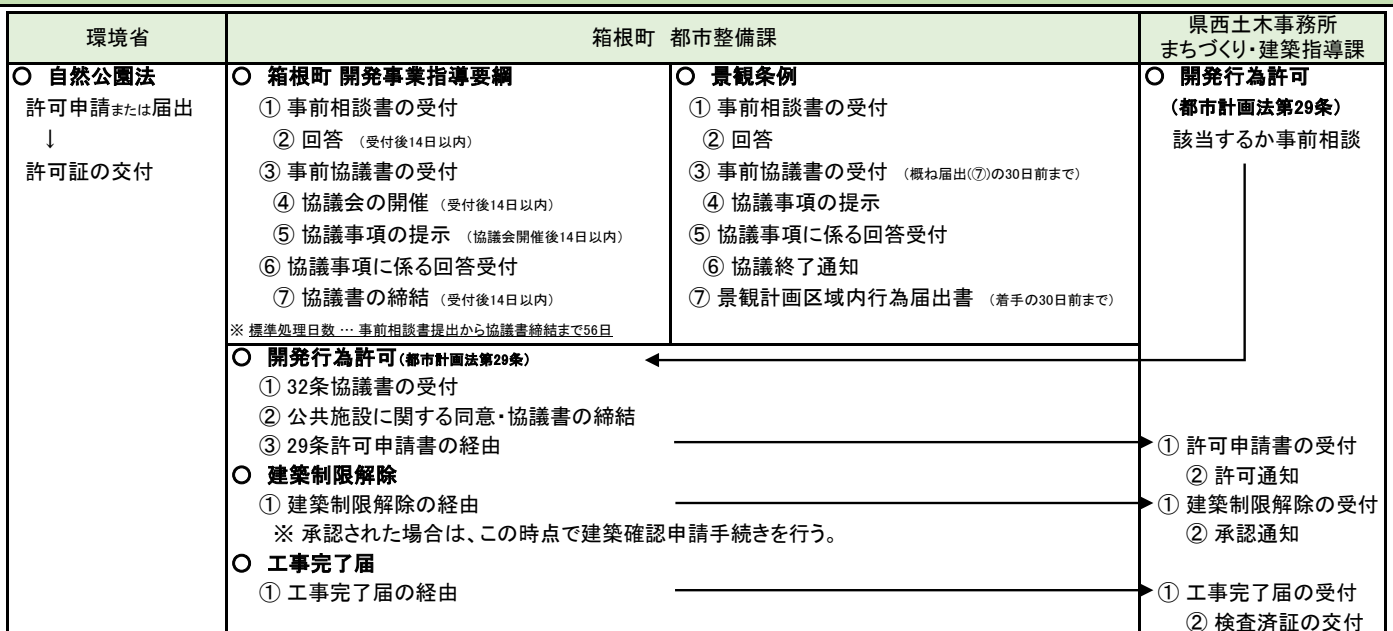 環境省
箱根町 都市整備課
県西土木事務所
まちづくり・建築指導課
○ 自然公園法
許可申請または届出
↓
許可証の交付
○ 箱根町 開発事業指導要綱
① 事前相談書の受付
② 回答 (受付後14日以内)
③ 事前協議書の受付
④ 協議会の開催 (受付後14日以内)
⑤ 協議事項の提示 (協議会開催後14日以内)
⑥ 協議事項に係る回答受付
⑦ 協議書の締結 (受付後14日以内)
※ 標準処理日数 … 事前相談書提出から協議書締結まで56日
○ 景観条例
① 事前相談書の受付
② 回答
③ 事前協議書の受付 (概ね届出(⑦)の30日前まで)
④ 協議事項の提示
⑤ 協議事項に係る回答受付
⑥ 協議終了通知
⑦ 景観計画区域内行為届出書 (着手の30日前まで)
○ 開発行為許可
(都市計画法第29条)
該当するか事前相談
○ 開発行為許可(都市計画法第29条)
① 32条協議書の受付
② 公共施設に関する同意・協議書の締結
③ 29条許可申請書の経由
① 許可申請書の受付
② 許可通知
○ 建築制限解除
① 建築制限解除の経由
① 建築制限解除の受付
※ 承認された場合は、この時点で建築確認申請手続きを行う。
② 承認通知
○ 工事完了届
① 工事完了届の経由
① 工事完了届の受付
② 検査済証の交付